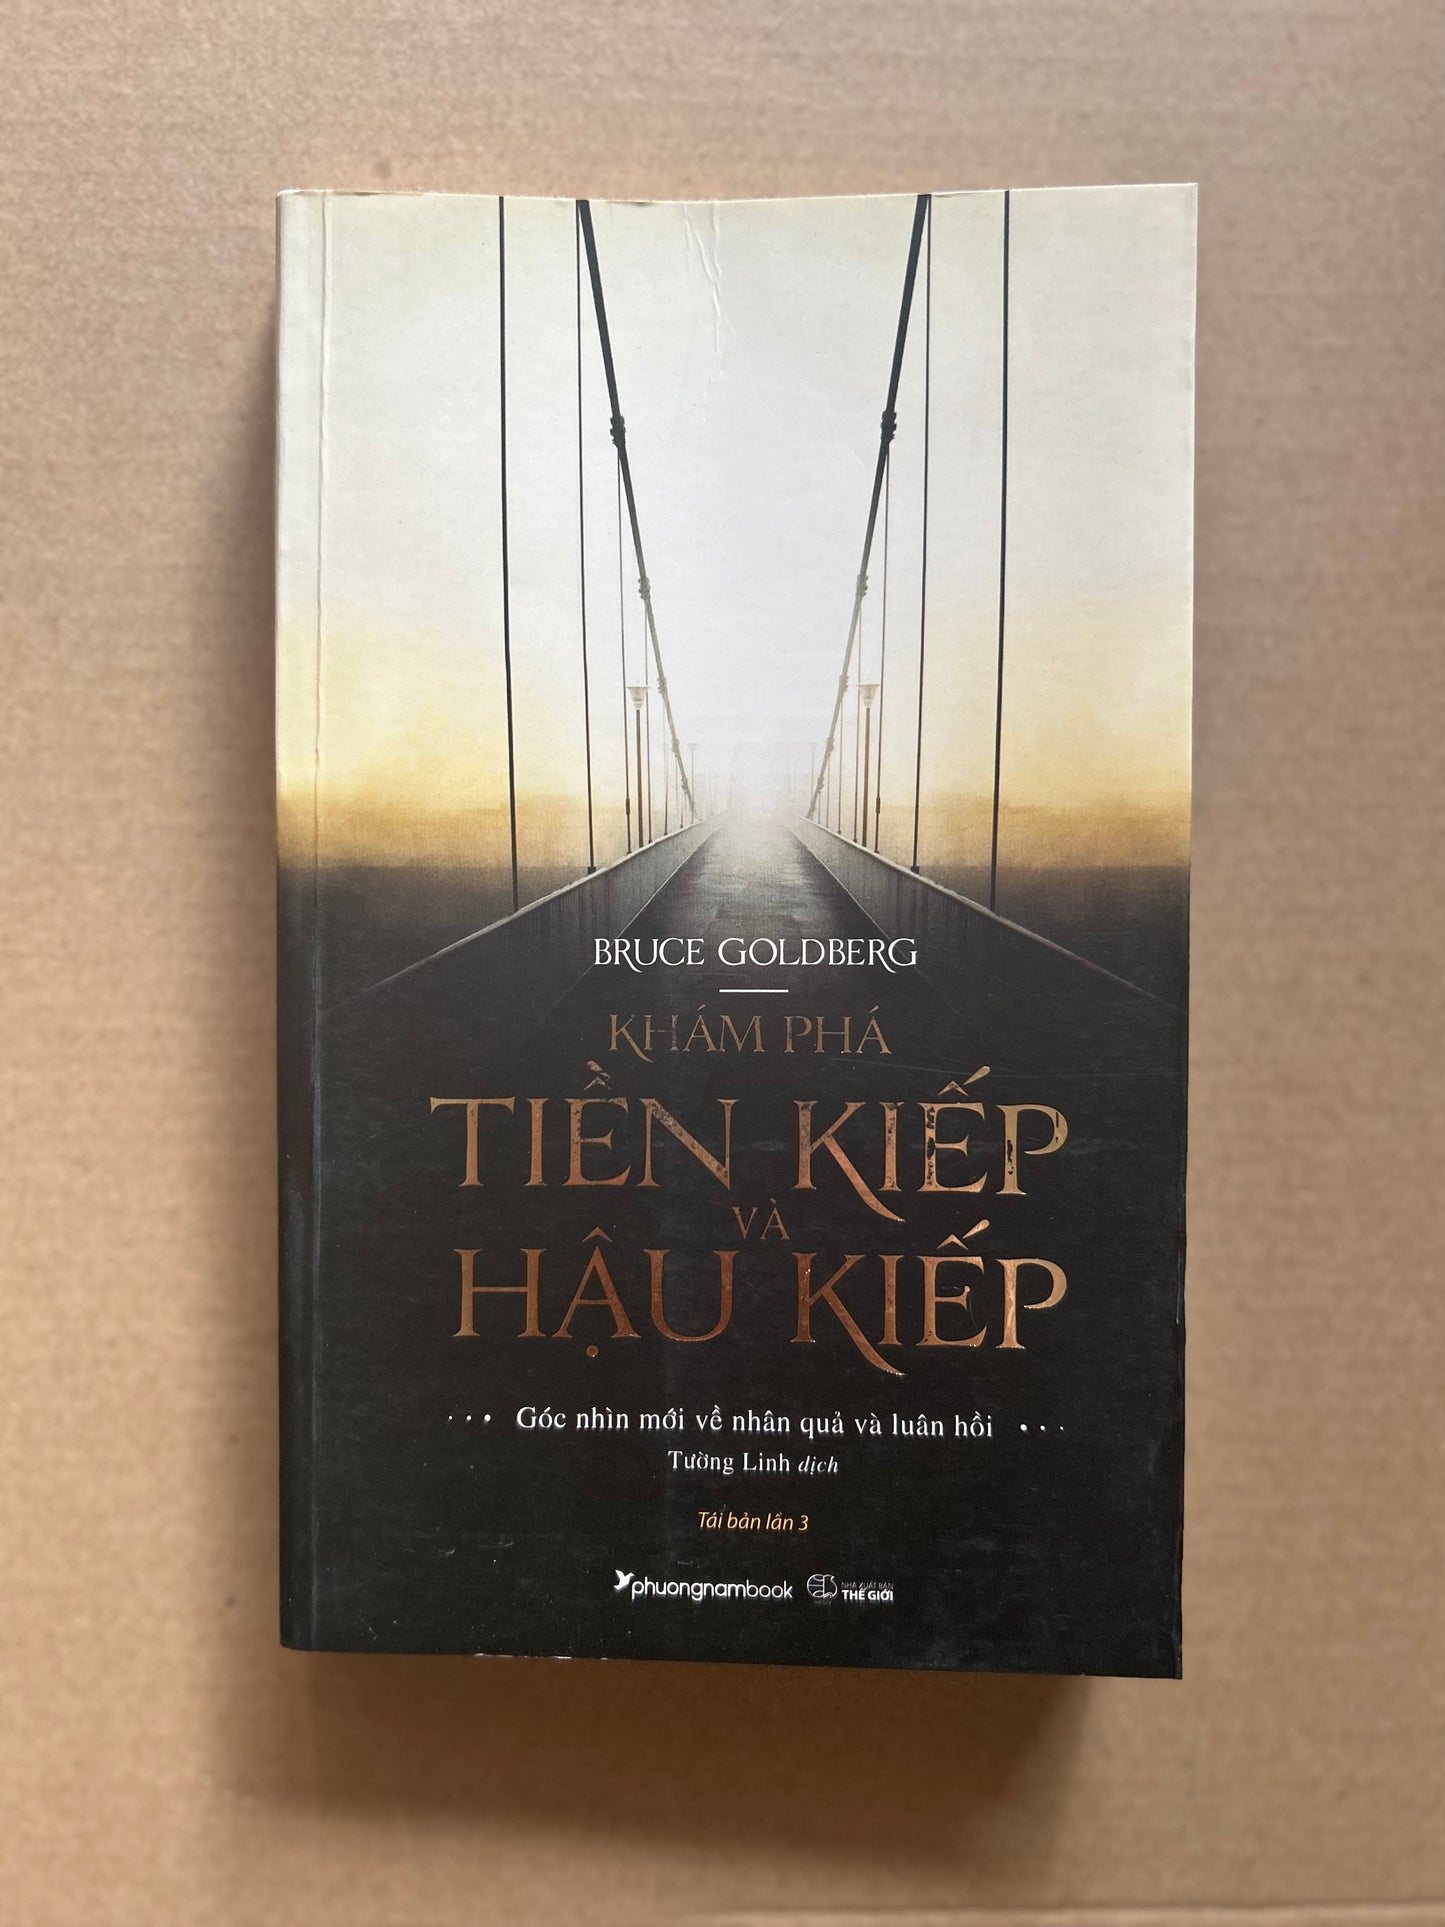 BRUCE GOLDBERG
KHÁM PHÁ
TIỀN KIẾP
VÀ
HẬU KIẾP
Góc nhìn mới về nhân quả và luân hồi
Tường Linh dịch
Tái bản lần 3
phuongnambook
NHÀ XUẤT BẢN
THẾ GIỚI